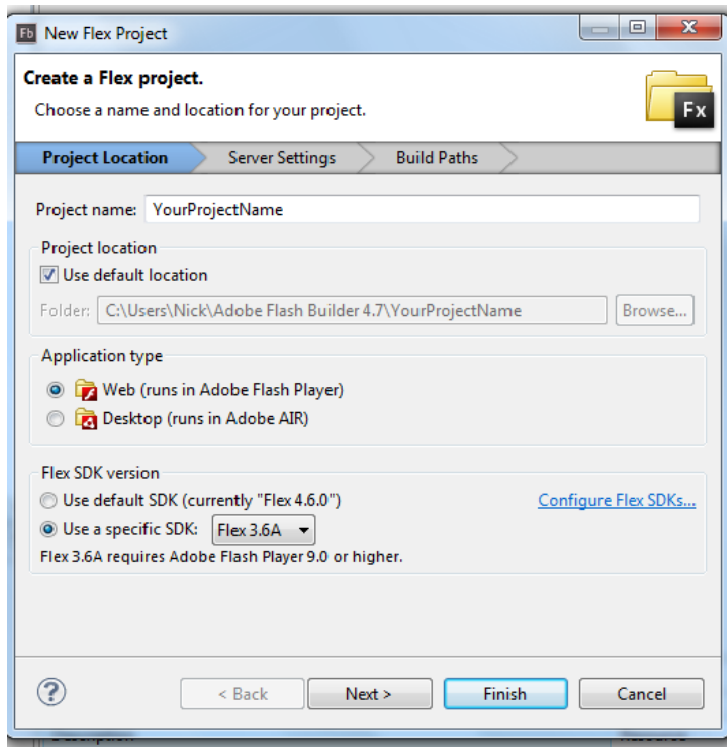 Fb New Flex Project
Create a Flex project.
Choose a name and location for your project.
Fx
Project Location Server Settings Build Paths
Project name: YourProjectName
Project location
Use default location
Folder: C:\Users\Nick\Adobe Flash Builder 4.7\YourProjectName Browse...
Application type
Web (runs in Adobe Flash Player)
Desktop (runs in Adobe AIR)
Flex SDK version
Use default SDK (currently "Flex 4.6.0") Configure Flex SDKs...
Use a specific SDK: Flex 3.6A
Flex 3.6A requires Adobe Flash Player 9.0 or higher.
? < Back Next > Finish Cancel